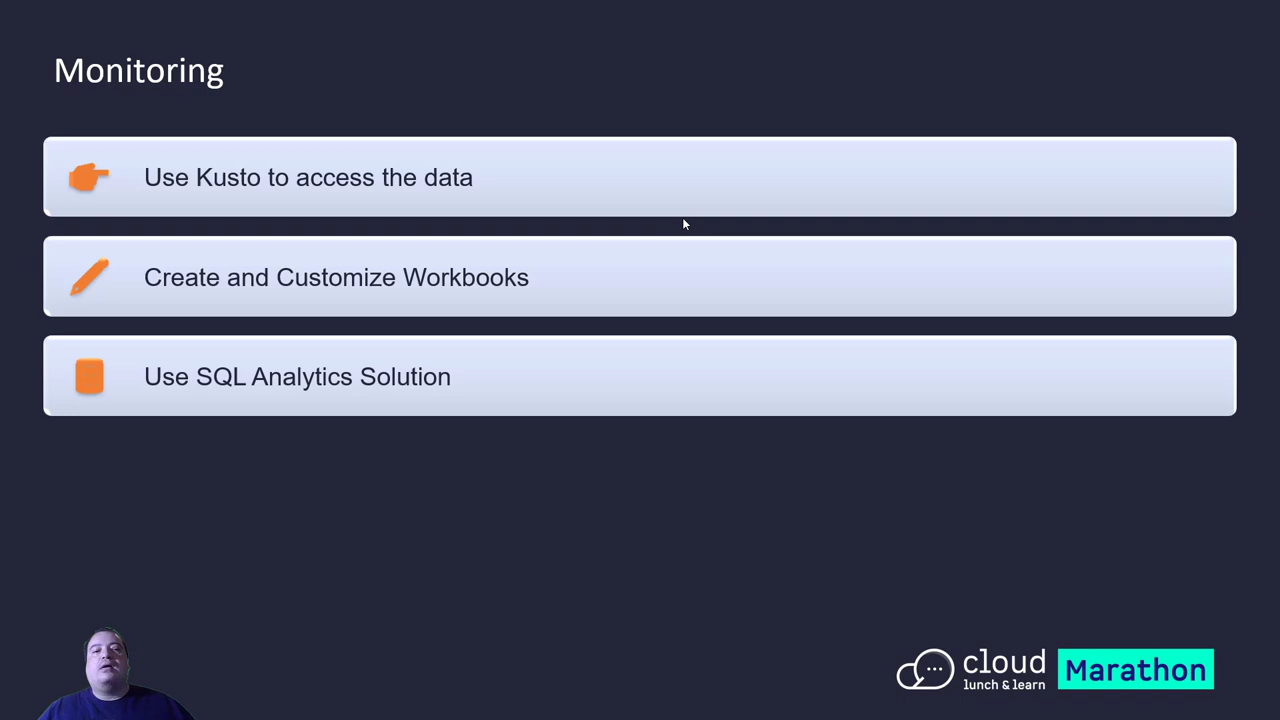 Monitoring
Use Kusto to access the data
Create and Customize Workbooks
Use SQL Analytics Solution
cloud
lunch & learn
Marathon